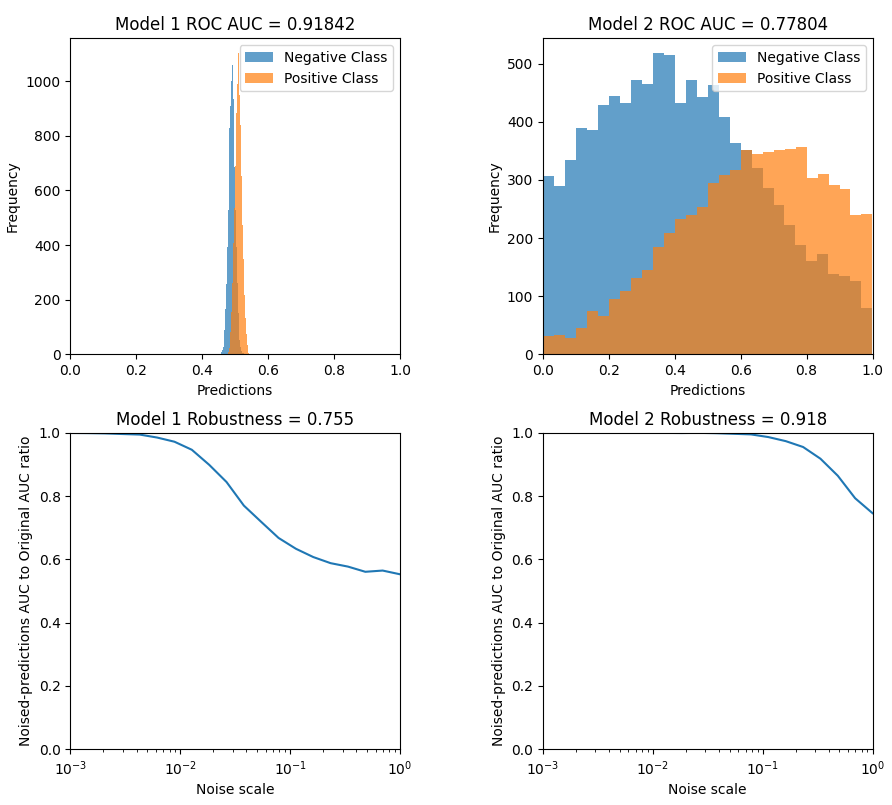 Model 1 ROC AUC = 0.91842
Negative Class
Positive Class
Frequency
1000
800
600
400
200
0
0.0 0.2 0.4 0.6 0.8 1.0
Predictions
Model 2 ROC AUC = 0.77804
Negative Class
Positive Class
Frequency
500
400
300
200
100
0
0.0 0.2 0.4 0.6 0.8 1.0
Predictions
Model 1 Robustness = 0.755
Noised-predictions AUC to Original AUC ratio
1.0
0.8
0.6
0.4
0.2
0.0
10⁻³ 10⁻² 10⁻¹ 10⁰
Noise scale
Model 2 Robustness = 0.918
Noised-predictions AUC to Original AUC ratio
1.0
0.8
0.6
0.4
0.2
0.0
10⁻³ 10⁻² 10⁻¹ 10⁰
Noise scale